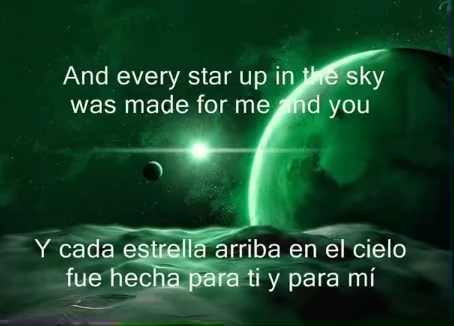 And every star up in the sky
was made for me and you
Y cada estrella arriba en el cielo
fue hecha para ti y para mí